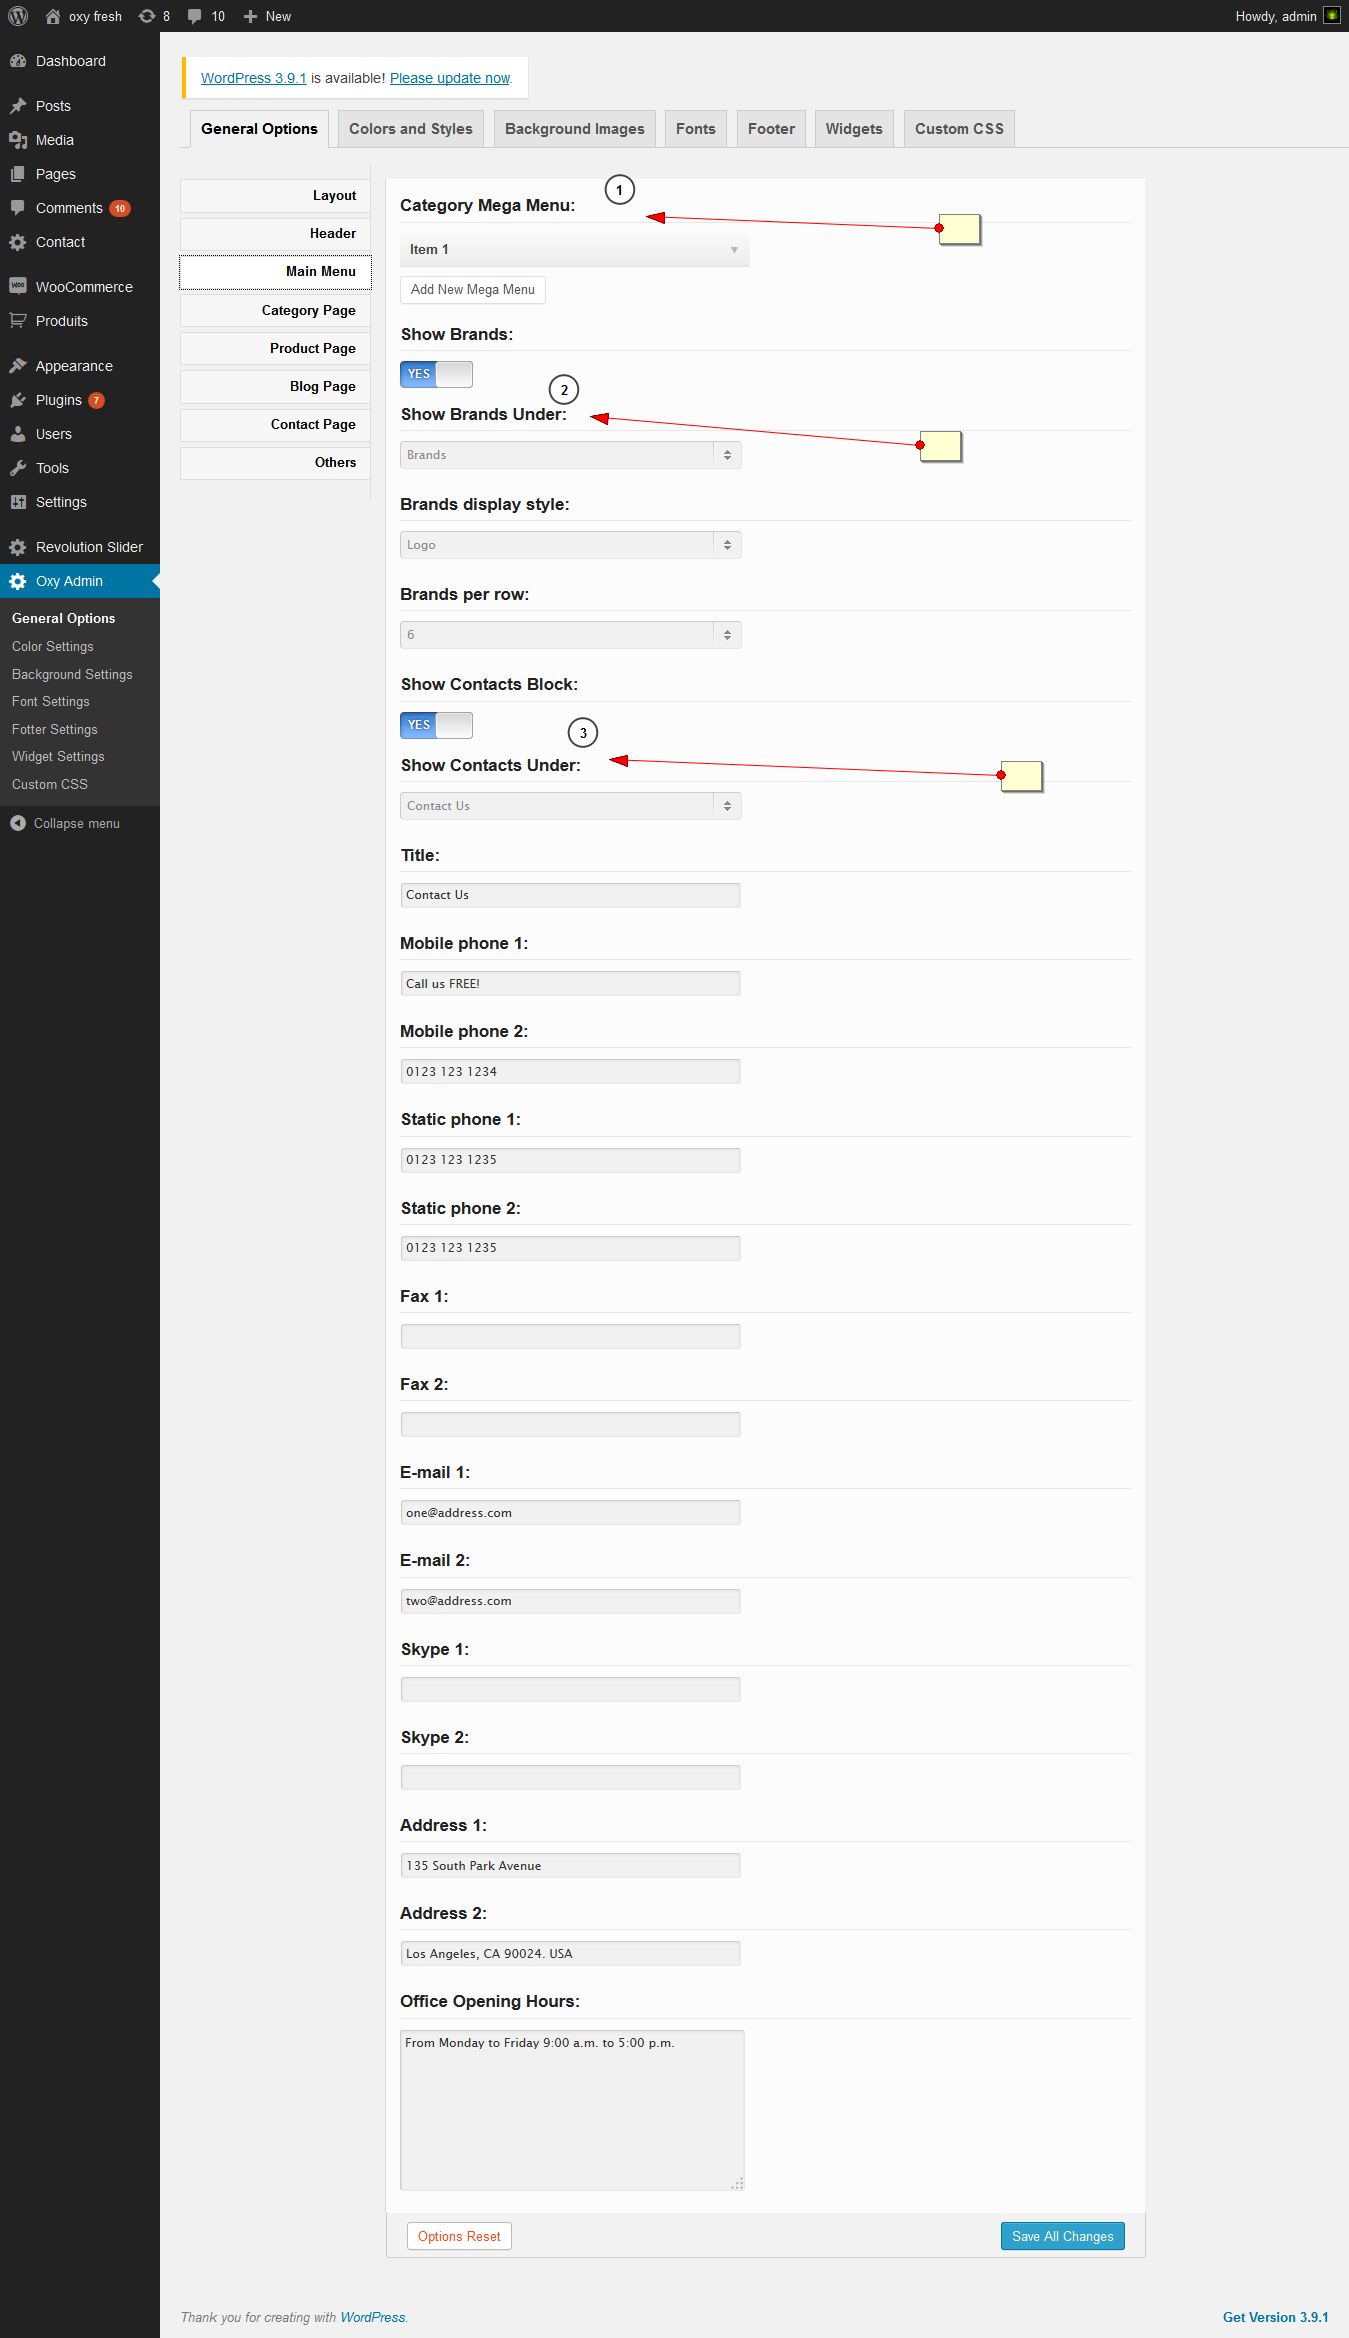 oxy fresh 8 10 New Howdy, admin
Dashboard
Posts
Media
Pages
Comments 10
Contact
WooCommerce
Produits
Appearance
Plugins 7
Users
Tools
Settings
Revolution Slider
Oxy Admin
General Options
Color Settings
Background Settings
Font Settings
Fotter Settings
Widget Settings
Custom CSS
Collapse menu
WordPress 3.9.1 is available! Please update now.
General Options Colors and Styles Background Images Fonts Footer Widgets Custom CSS
Layout
Header
Main Menu
Category Page
Product Page
Blog Page
Contact Page
Others
1
Category Mega Menu:
Item 1
Add New Mega Menu
Show Brands:
YES
2
Show Brands Under:
Brands
Brands display style:
Logo
Brands per row:
6
Show Contacts Block:
YES
3
Show Contacts Under:
Contact Us
Title:
Contact Us
Mobile phone 1:
Call us FREE!
Mobile phone 2:
0123 123 1234
Static phone 1:
0123 123 1235
Static phone 2:
0123 123 1235
Fax 1:
Fax 2:
E-mail 1:
one@address.com
E-mail 2:
two@address.com
Skype 1:
Skype 2:
Address 1:
135 South Park Avenue
Address 2:
Los Angeles, CA 90024. USA
Office Opening Hours:
From Monday to Friday 9:00 a.m. to 5:00 p.m.
Options Reset Save All Changes
Thank you for creating with WordPress. Get Version 3.9.1